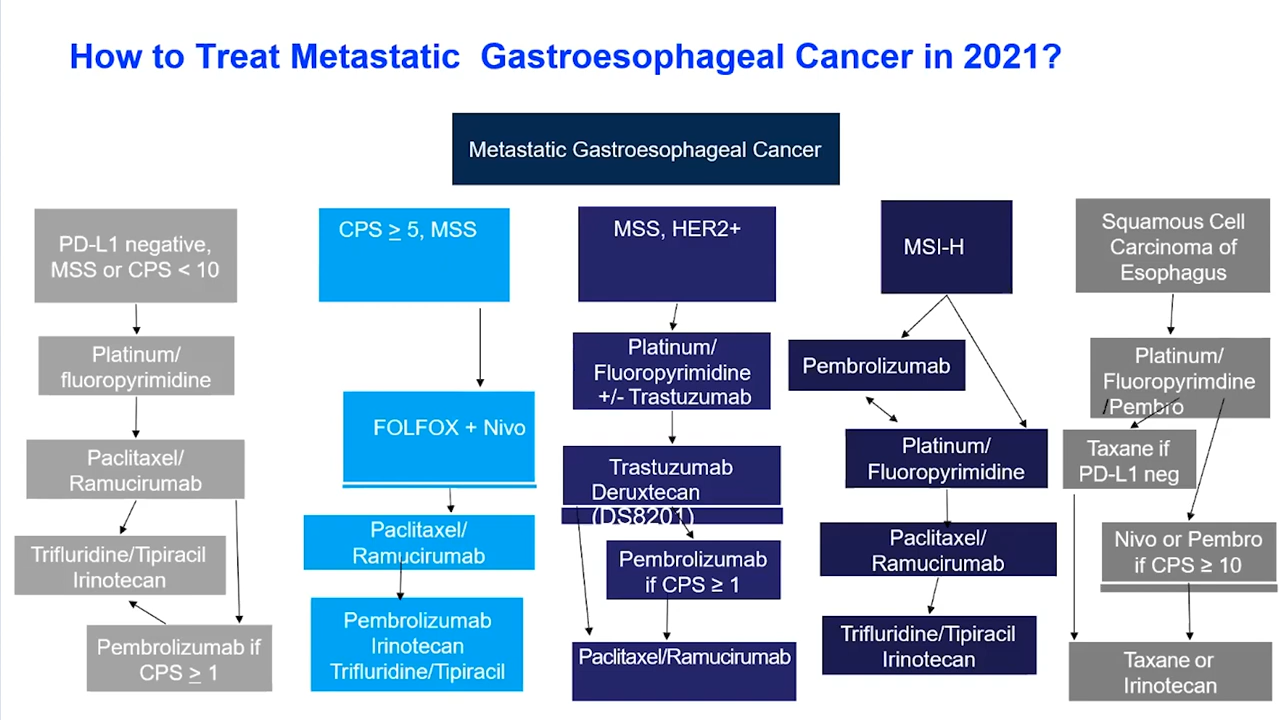 How to Treat Metastatic  Gastroesophageal Cancer in 2021?
Metastatic Gastroesophageal Cancer
PD-L1 negative,
MSS or CPS < 10
Platinum/
fluoropyrimidine
Paclitaxel/
Ramucirumab
Trifluridine/Tipiracil
Irinotecan
Pembrolizumab if
CPS ≥ 1
CPS ≥ 5, MSS
FOLFOX + Nivo
Paclitaxel/
Ramucirumab
Pembrolizumab
Irinotecan
Trifluridine/Tipiracil
MSS, HER2+
Platinum/
Fluoropyrimidine
+/- Trastuzumab
Trastuzumab
Deruxtecan
(DS8201)
Pembrolizumab
if CPS ≥ 1
Paclitaxel/Ramucirumab
MSI-H
Pembrolizumab
Platinum/
Fluoropyrimidine
Paclitaxel/
Ramucirumab
Trifluridine/Tipiracil
Irinotecan
Squamous Cell
Carcinoma of
Esophagus
Platinum/
Fluoropyrimdine
/Pembro
Taxane if
PD-L1 neg
Nivo or Pembro
if CPS ≥ 10
Taxane or
Irinotecan